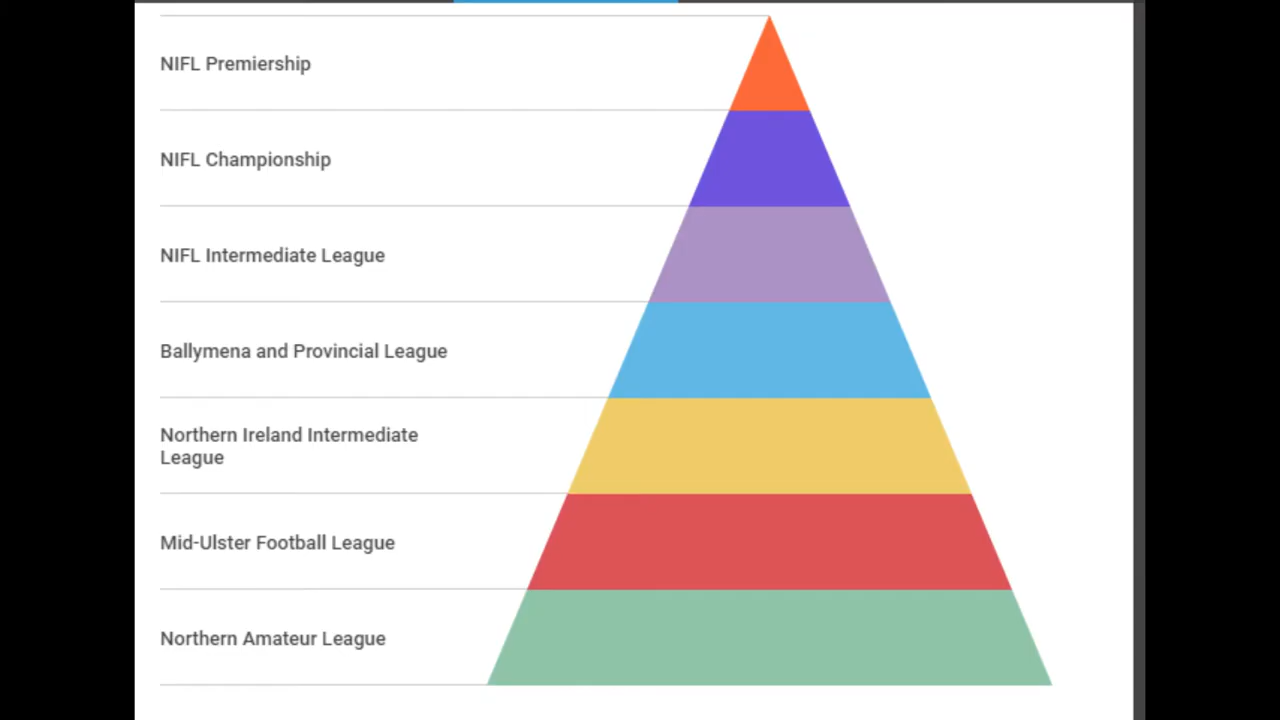 NIFL Premiership
NIFL Championship
NIFL Intermediate League
Ballymena and Provincial League
Northern Ireland Intermediate
League
Mid-Ulster Football League
Northern Amateur League